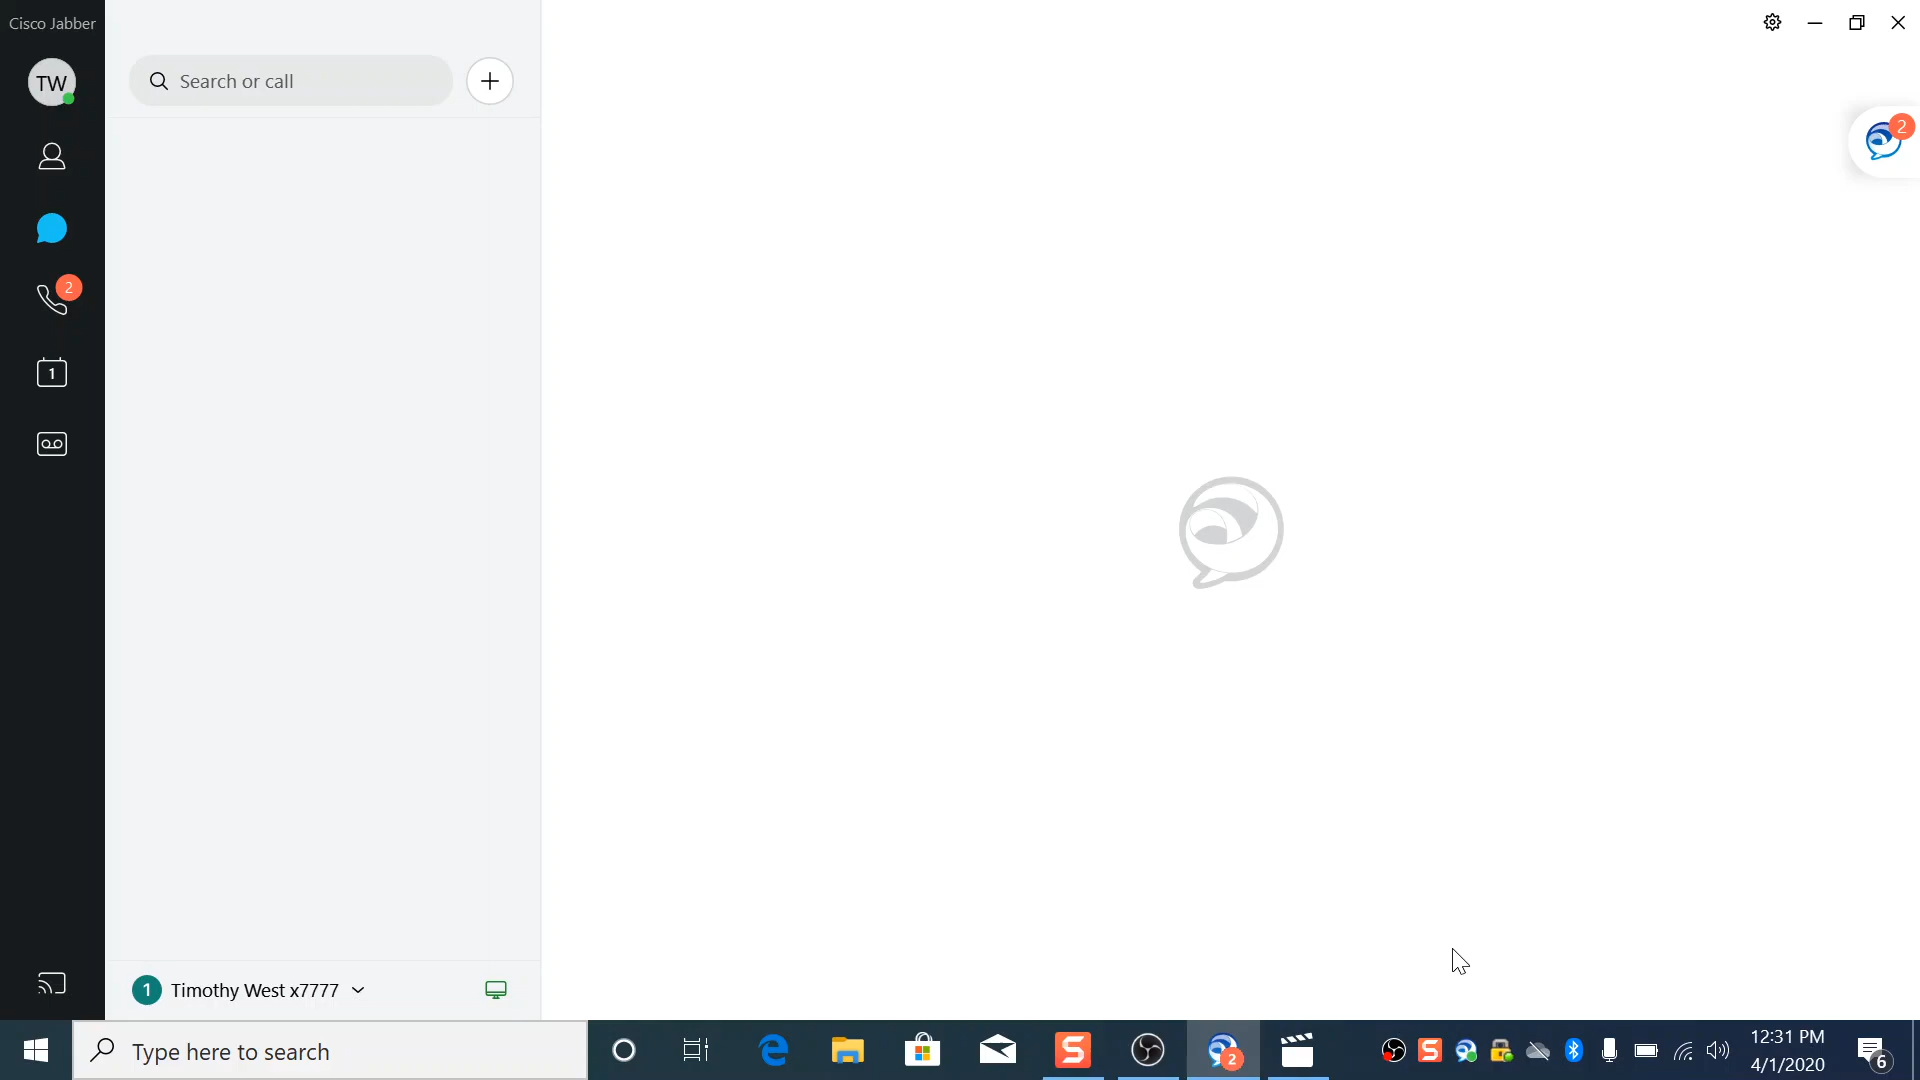 Cisco Jabber
TW
Search or call
2
2
1
1 Timothy West x7777
Type here to search
S
2
S
12:31 PM
4/1/2020
6